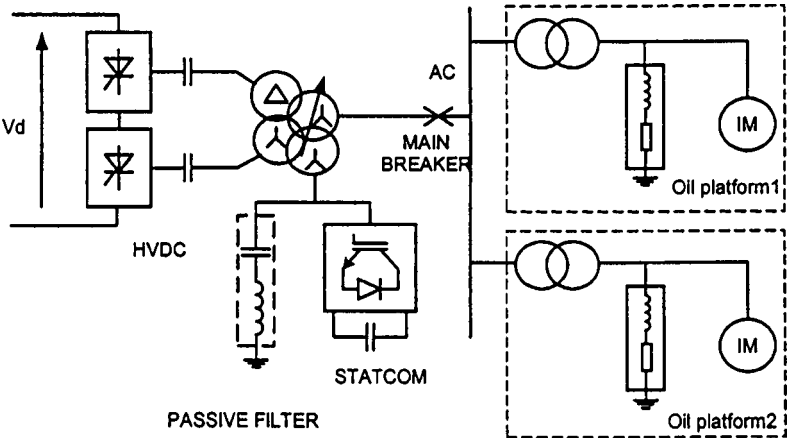 Vd
HVDC
PASSIVE FILTER
STATCOM
AC
MAIN
BREAKER
IM
Oil platform1
IM
Oil platform2